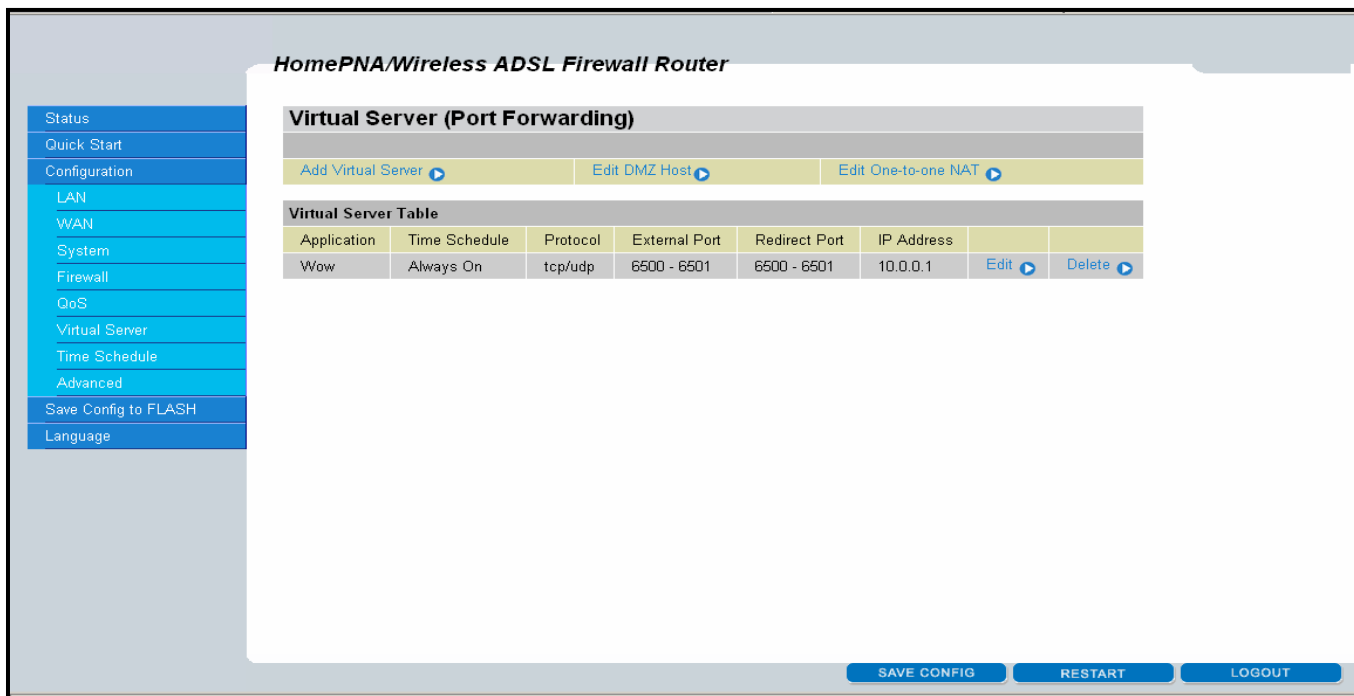 HomePNA/Wireless ADSL Firewall Router
Status
Quick Start
Configuration
LAN
WAN
System
Firewall
QoS
Virtual Server
Time Schedule
Advanced
Save Config to FLASH
Language
Virtual Server (Port Forwarding)
Add Virtual Server Edit DMZ Host Edit One-to-one NAT
Virtual Server Table
Application Time Schedule Protocol External Port Redirect Port IP Address
Wow Always On tcp/udp 6500 - 6501 6500 - 6501 10.0.0.1 Edit Delete
SAVE CONFIG RESTART LOGOUT